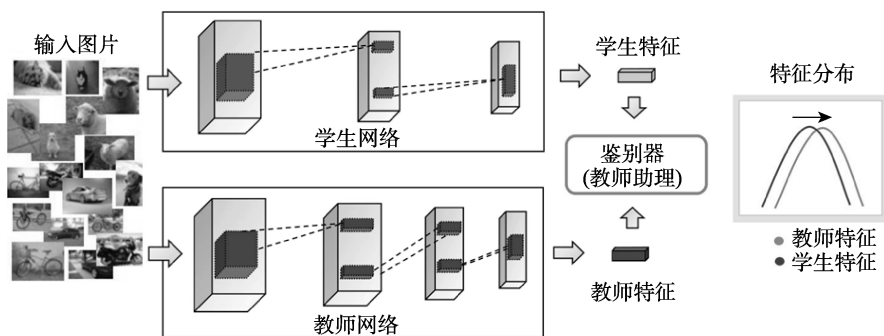 输入图片
学生网络
学生特征
鉴别器
(教师助理)
教师特征
教师网络
特征分布
教师特征
学生特征